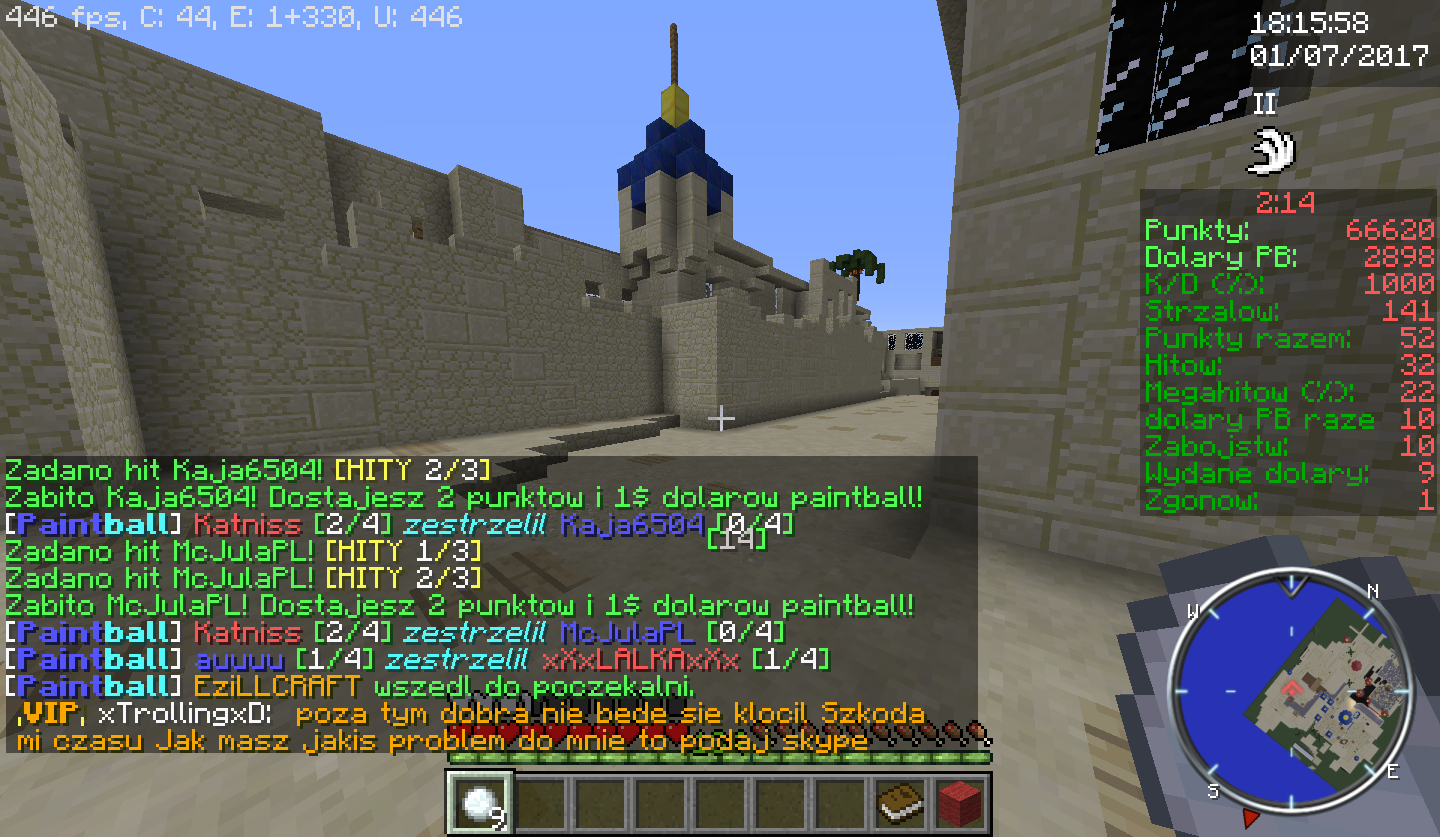 446 fps, C: 44, E: 1+330, U: 446
18:15:58
01/07/2017
II
2:14
Punkty: 66620
Dolary PB: 2898
K/D (%): 1000
Strzalow: 141
Punkty razem: 52
Hitow: 32
Megahitow (%): 22
dolary PB raze 10
Zabojstw: 10
Wydane dolary: 9
Zgonow: 1
Zadano hit Kaja6504! [HITY 2/3]
Zabito Kaja6504! Dostajesz 2 punktow i 1$ dolarow paintball!
[Paintball] Katniss [2/4] zestrzelil Kaja6504 [0/4]
[14]
Zadano hit McJulaPL! [HITY 1/3]
Zadano hit McJulaPL! [HITY 2/3]
Zabito McJulaPL! Dostajesz 2 punktow i 1$ dolarow paintball!
[Paintball] Katniss [2/4] zestrzelil McJulaPL [0/4]
[Paintball] auuuu [1/4] zestrzelil xXxLALKAxXx [1/4]
[Paintball] EziLLCRAFT wszedl do poczekalni.
,VIP, xTrollingxD: poza tym dobra nie bede sie klocil Szkoda
mi czasu Jak masz jakis problem do mnie to podaj skype
9
N
W
E
S